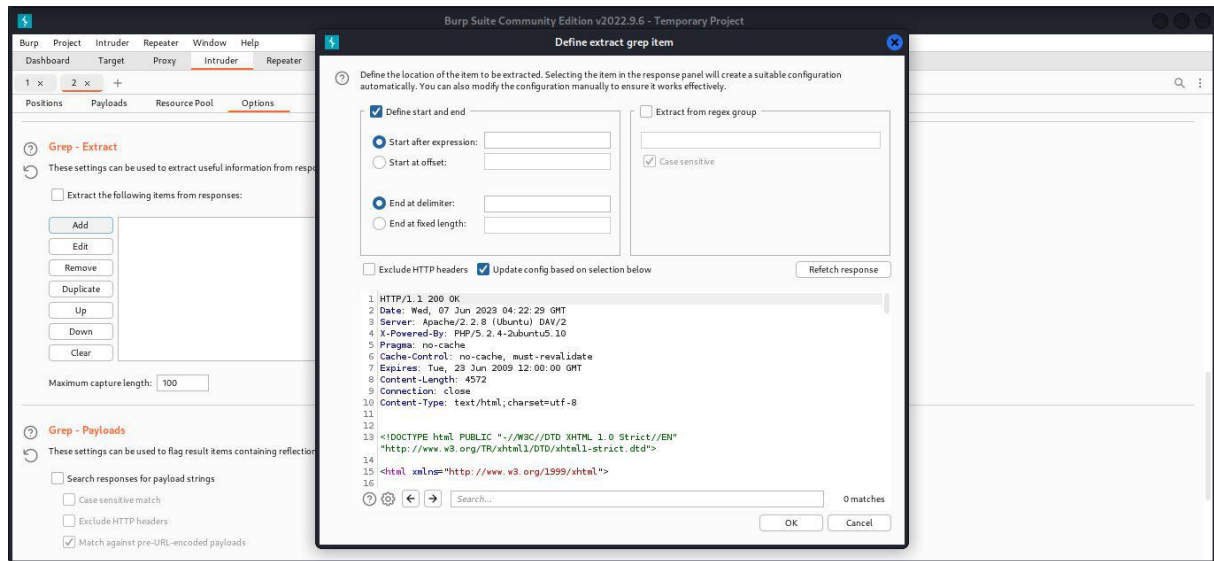 Burp Suite Community Edition v2022.9.6 - Temporary Project
Burp Project Intruder Repeater Window Help
Dashboard Target Proxy Intruder Repeater
1 × 2 × +
Positions Payloads Resource Pool Options
Grep - Extract
These settings can be used to extract useful information from respo
Extract the following items from responses:
Add
Edit
Remove
Duplicate
Up
Down
Clear
Maximum capture length: 100
Grep - Payloads
These settings can be used to flag result items containing reflection
Search responses for payload strings
Case sensitive match
Exclude HTTP headers
Match against pre-URL-encoded payloads
Define extract grep item
Define the location of the item to be extracted. Selecting the item in the response panel will create a suitable configuration
automatically. You can also modify the configuration manually to ensure it works effectively.
Define start and end
Start after expression:
Start at offset:
End at delimiter:
End at fixed length:
Extract from regex group
Case sensitive
Exclude HTTP headers Update config based on selection below Refetch response
1 HTTP/1.1 200 OK
2 Date: Wed, 07 Jun 2023 04:22:29 GMT
3 Server: Apache/2.2.8 (Ubuntu) DAV/2
4 X-Powered-By: PHP/5.2.4-2ubuntu5.10
5 Pragma: no-cache
6 Cache-Control: no-cache, must-revalidate
7 Expires: Tue, 23 Jun 2009 12:00:00 GMT
8 Content-Length: 4572
9 Connection: close
10 Content-Type: text/html;charset=utf-8
11
12
13 <!DOCTYPE html PUBLIC "-//W3C//DTD XHTML 1.0 Strict//EN"
"http://www.w3.org/TR/xhtml1/DTD/xhtml1-strict.dtd">
14
15 <html xmlns="http://www.w3.org/1999/xhtml">
16
Search... 0 matches
OK Cancel